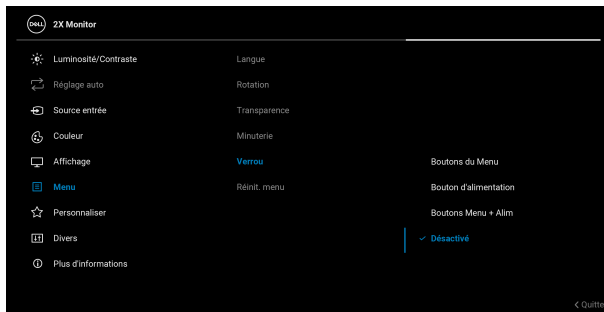 DELL 2X Monitor
Luminosité/Contraste
Langue
Réglage auto
Rotation
Source entrée
Transparence
Couleur
Minuterie
Affichage
Verrou
Boutons du Menu
Menu
Réinit. menu
Bouton d'alimentation
Personnaliser
Boutons Menu + Alim
Divers
Désactivé
Plus d'informations
Quitte